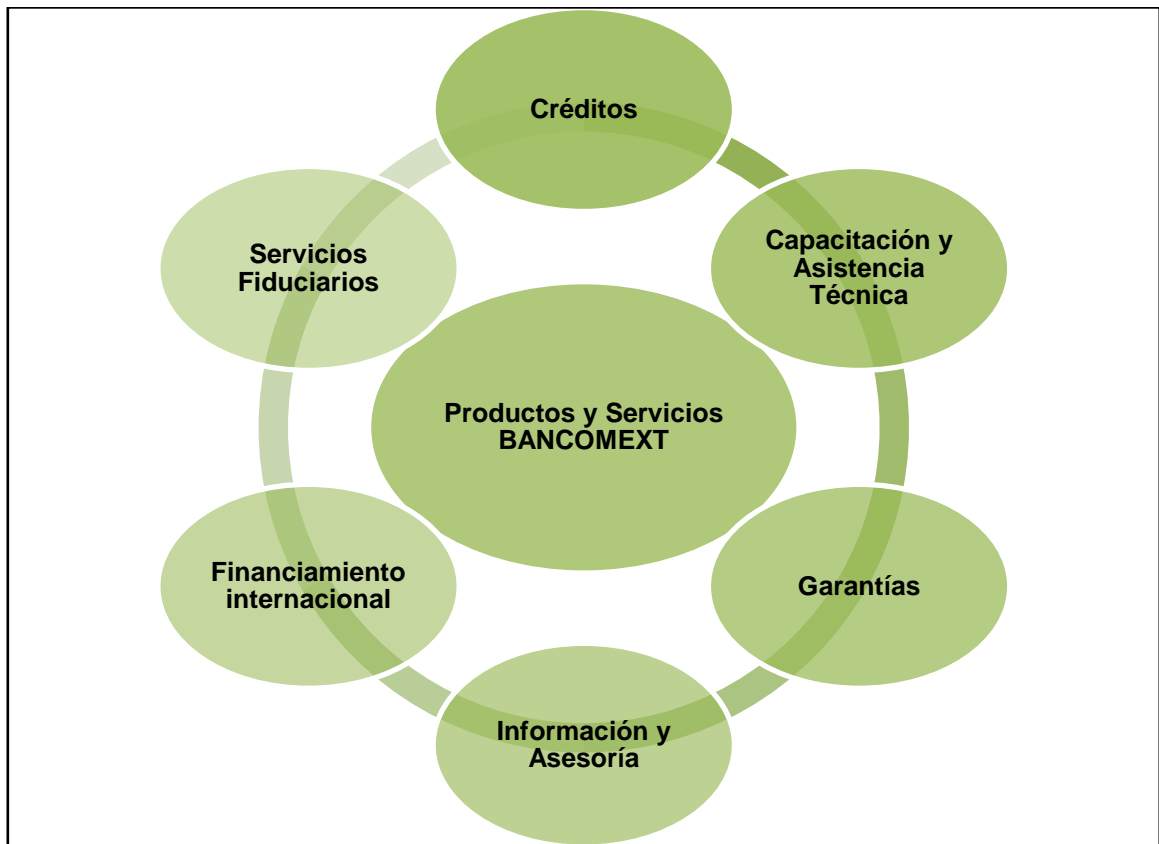 Créditos
Capacitación y
Asistencia
Técnica
Garantías
Información y
Asesoría
Financiamiento
internacional
Servicios
Fiduciarios
Productos y Servicios
BANCOMEXT